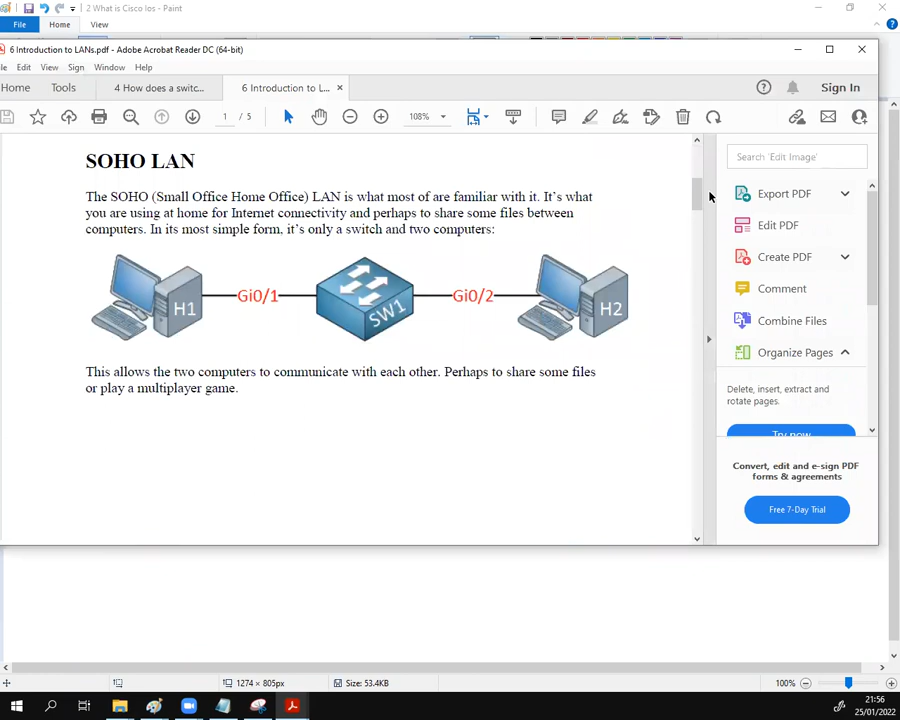 2 What is Cisco Ios - Paint
File Home View
6 Introduction to LANs.pdf - Adobe Acrobat Reader DC (64-bit)
Edit View Sign Window Help
Home Tools 4 How does a switc... 6 Introduction to L... × Sign In
1 / 5 108%
SOHO LAN
The SOHO (Small Office Home Office) LAN is what most of are familiar with it. It's what
you are using at home for Internet connectivity and perhaps to share some files between
computers. In its most simple form, it's only a switch and two computers:
H1 Gi0/1 SW1 Gi0/2 H2
This allows the two computers to communicate with each other. Perhaps to share some files
or play a multiplayer game.
Search 'Edit Image'
Export PDF
Edit PDF
Create PDF
Comment
Combine Files
Organize Pages
Delete, insert, extract and
rotate pages.
Try now
Convert, edit and e-sign PDF
forms & agreements
Free 7-Day Trial
1274 × 805px Size: 53.4KB 100%
21:56
25/01/2022